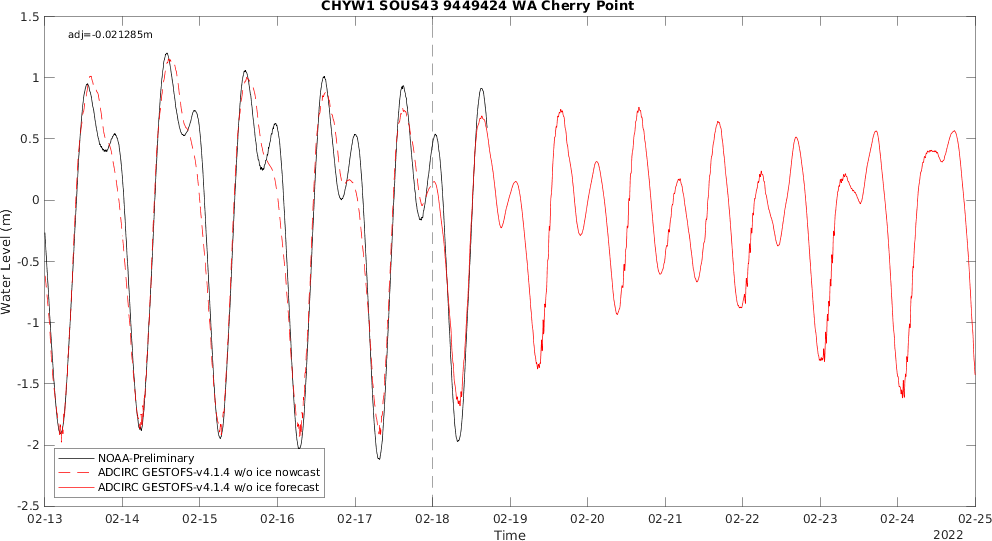 CHYW1 SOUS43 9449424 WA Cherry Point
adj=-0.021285m
1.5
1
0.5
0
-0.5
-1
-1.5
-2
-2.5
Water Level (m)
NOAA-Preliminary
ADCIRC GESTOFS-v4.1.4 w/o ice nowcast
ADCIRC GESTOFS-v4.1.4 w/o ice forecast
02-13 02-14 02-15 02-16 02-17 02-18 02-19 02-20 02-21 02-22 02-23 02-24 02-25
Time
2022